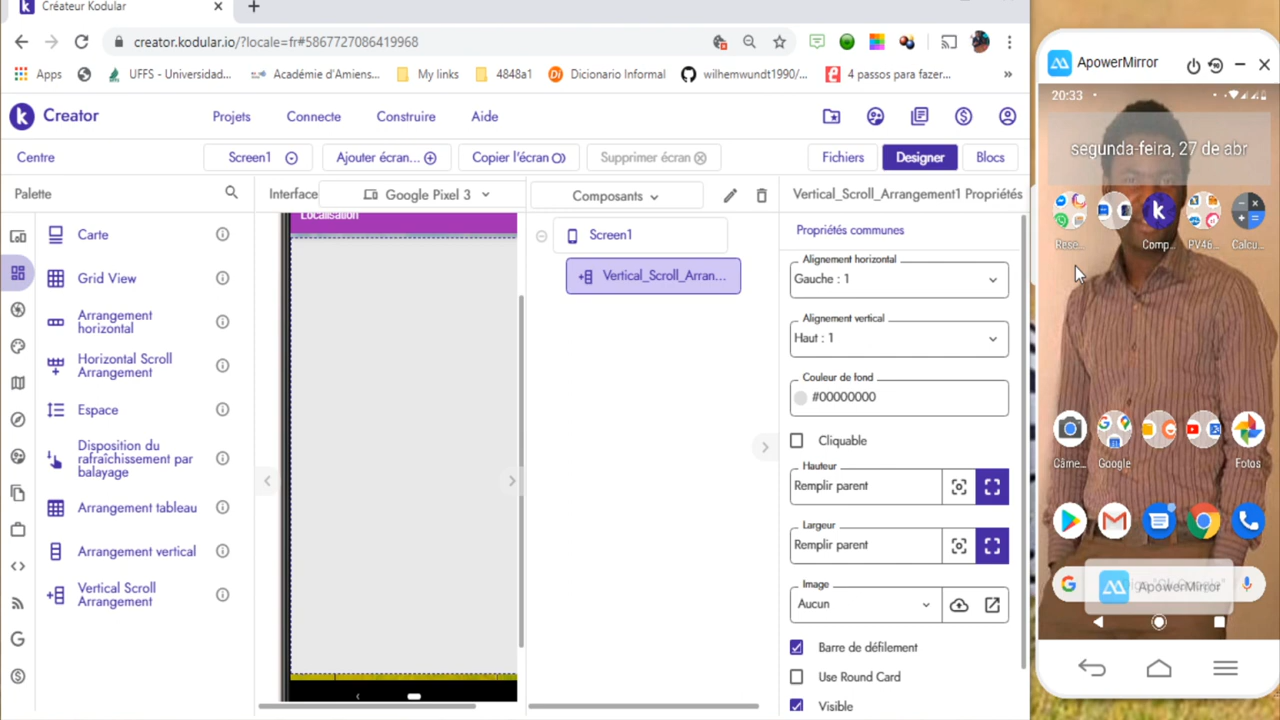 Créateur Kodular
creator.kodular.io/?locale=fr#5867727086419968
Apps
UFFS - Universidad...
Académie d'Amiens...
My links
4848a1
Dicionario Informal
wilhemwundt1990/...
4 passos para fazer...
»
Creator
Projets
Connecte
Construire
Aide
Centre
Screen1
Ajouter écran...
Copier l'écran
Supprimer écran
Fichiers
Designer
Blocs
Palette
Carte
Grid View
Arrangement
horizontal
Horizontal Scroll
Arrangement
Espace
Disposition du
rafraîchissement par
balayage
Arrangement tableau
Arrangement vertical
Vertical Scroll
Arrangement
Interface
Google Pixel 3
Localisation
Composants
Screen1
Vertical_Scroll_Arran...
Vertical_Scroll_Arrangement1 Propriétés
Propriétés communes
Alignement horizontal
Gauche : 1
Alignement vertical
Haut : 1
Couleur de fond
#00000000
Cliquable
Hauteur
Remplir parent
Largeur
Remplir parent
Image
Aucun
Barre de défilement
Use Round Card
Visible
ApowerMirror
20:33
segunda-feira, 27 de abr
Rese...
Comp...
PV46...
Calcu...
Câme...
Google
Fotos
ApowerMirror